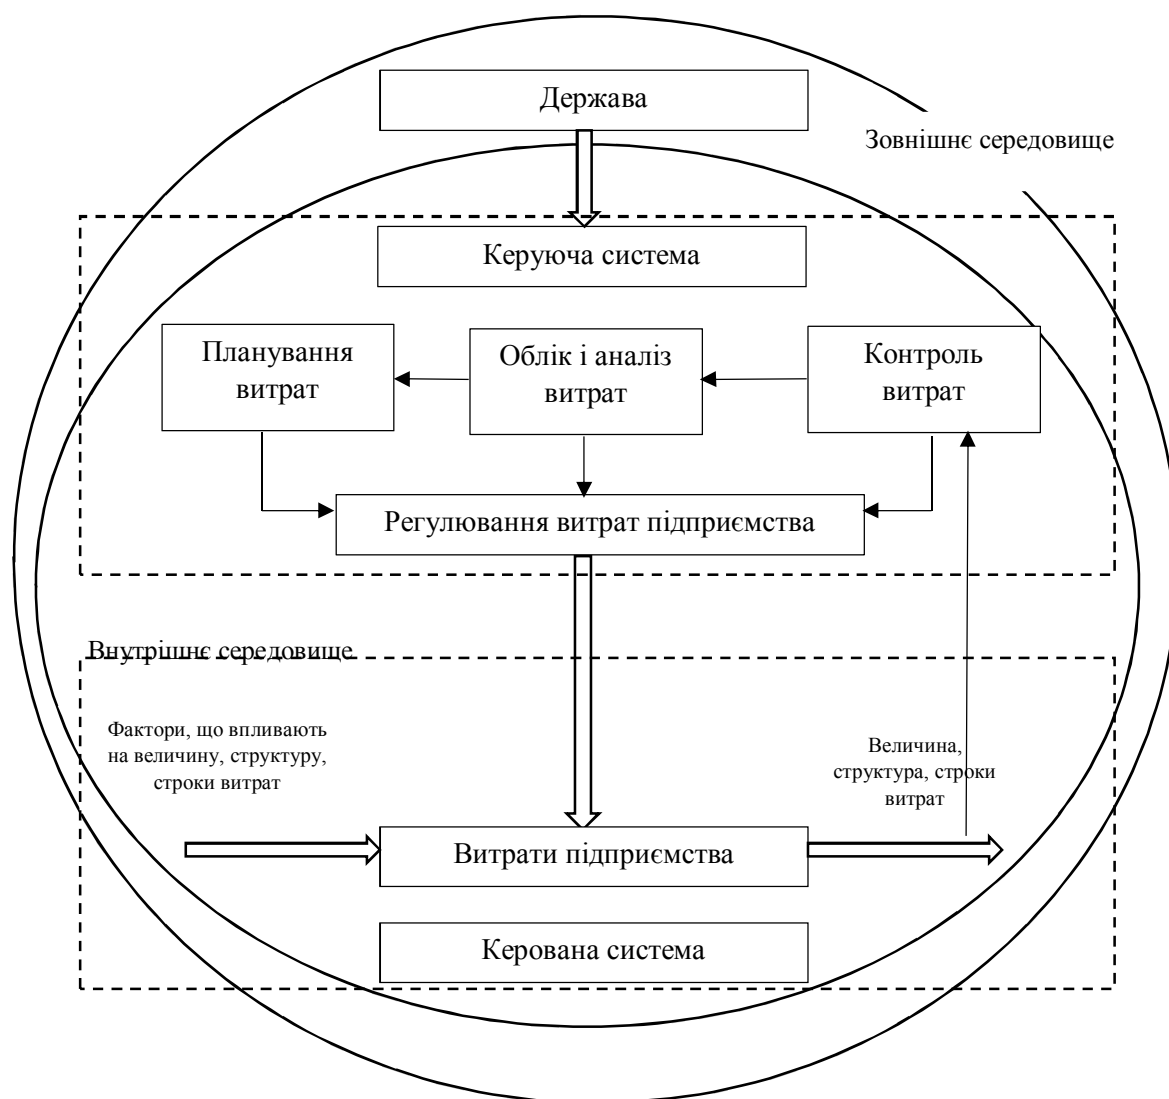 Держава
Зовнішнє середовище
Керуюча система
Планування
витрат
Облік і аналіз
витрат
Контроль
витрат
Регулювання витрат підприємства
Внутрішнє середовище
Фактори, що впливають
на величину, структуру,
строки витрат
Величина,
структура, строки
витрат
Витрати підприємства
Керована система